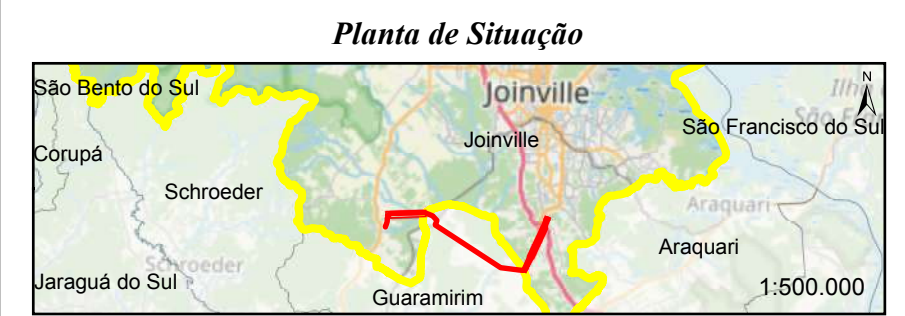 Planta de Situação
N
São Bento do Sul
Joinville
Ilh
São Francisco do Sul
Joinville
Corupá
Schroeder
Araquari
Araquari
Schroeder
Jaraguá do Sul
Guaramirim
1:500.000